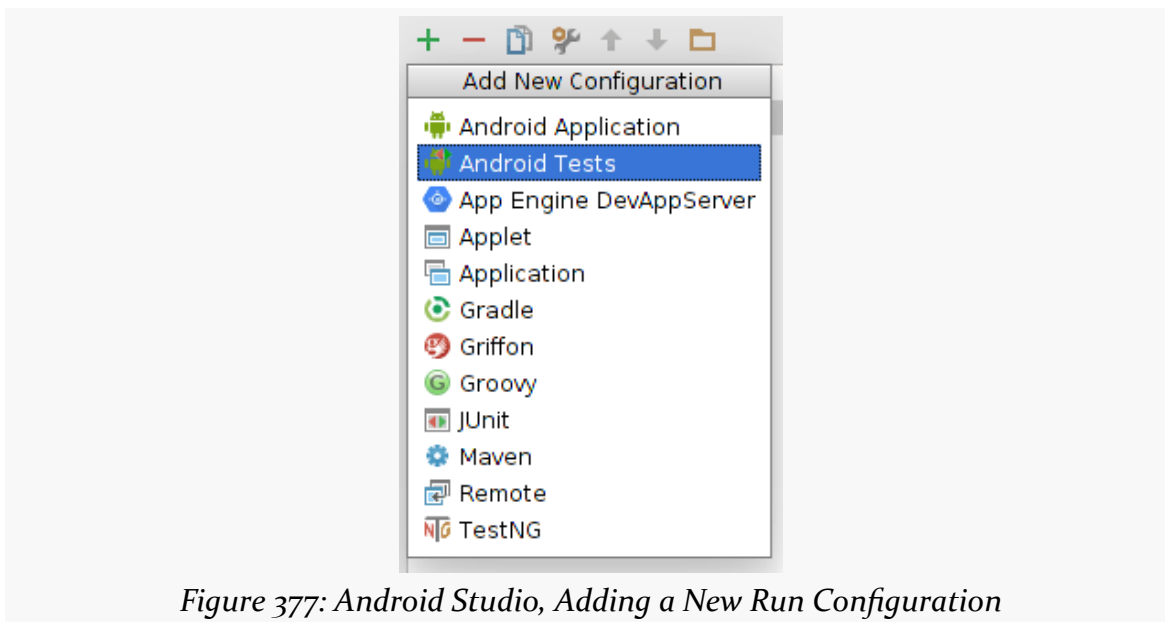 Add New Configuration
Android Application
Android Tests
App Engine DevAppServer
Applet
Application
Gradle
Griffon
G Groovy
JUnit
Maven
Remote
NTG TestNG
Figure 377: Android Studio, Adding a New Run Configuration